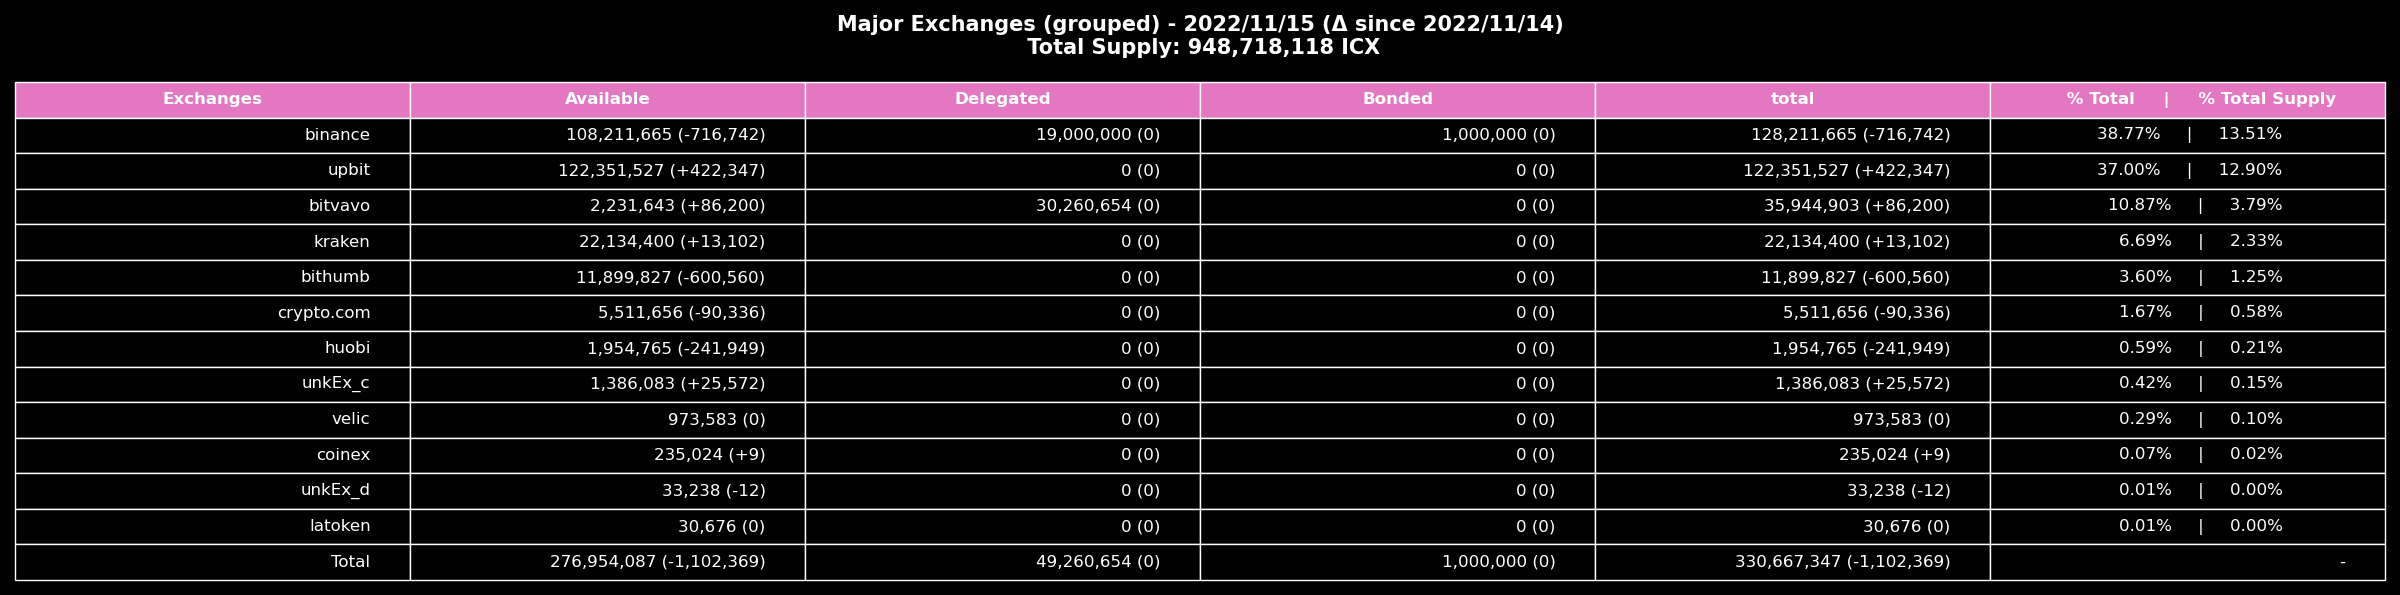 Major Exchanges (grouped) - 2022/11/15 (Δ since 2022/11/14)
Total Supply: 948,718,118 ICX
Exchanges Available Delegated Bonded total % Total | % Total Supply
binance 108,211,665 (-716,742) 19,000,000 (0) 1,000,000 (0) 128,211,665 (-716,742) 38.77% | 13.51%
upbit 122,351,527 (+422,347) 0 (0) 0 (0) 122,351,527 (+422,347) 37.00% | 12.90%
bitvavo 2,231,643 (+86,200) 30,260,654 (0) 0 (0) 35,944,903 (+86,200) 10.87% | 3.79%
kraken 22,134,400 (+13,102) 0 (0) 0 (0) 22,134,400 (+13,102) 6.69% | 2.33%
bithumb 11,899,827 (-600,560) 0 (0) 0 (0) 11,899,827 (-600,560) 3.60% | 1.25%
crypto.com 5,511,656 (-90,336) 0 (0) 0 (0) 5,511,656 (-90,336) 1.67% | 0.58%
huobi 1,954,765 (-241,949) 0 (0) 0 (0) 1,954,765 (-241,949) 0.59% | 0.21%
unkEx_c 1,386,083 (+25,572) 0 (0) 0 (0) 1,386,083 (+25,572) 0.42% | 0.15%
velic 973,583 (0) 0 (0) 0 (0) 973,583 (0) 0.29% | 0.10%
coinex 235,024 (+9) 0 (0) 0 (0) 235,024 (+9) 0.07% | 0.02%
unkEx_d 33,238 (-12) 0 (0) 0 (0) 33,238 (-12) 0.01% | 0.00%
latoken 30,676 (0) 0 (0) 0 (0) 30,676 (0) 0.01% | 0.00%
Total 276,954,087 (-1,102,369) 49,260,654 (0) 1,000,000 (0) 330,667,347 (-1,102,369) -